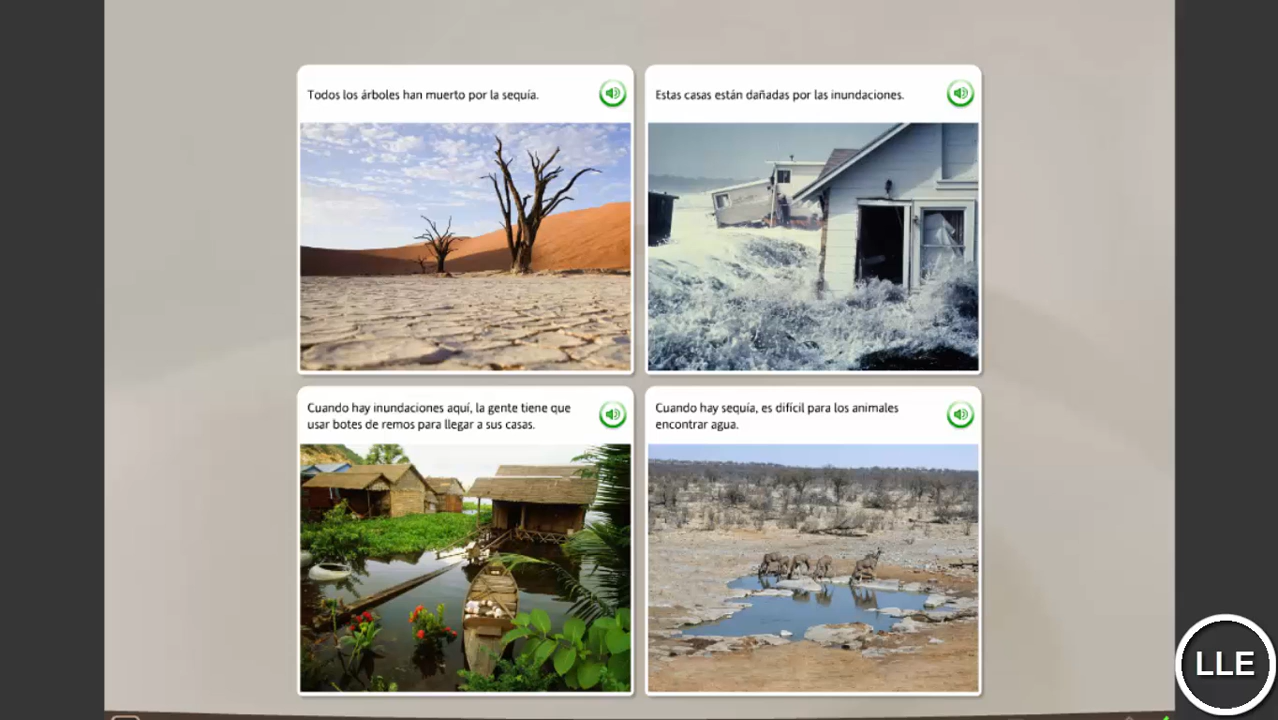 Todos los árboles han muerto por la sequía.
Estas casas están dañadas por las inundaciones.
Cuando hay inundaciones aquí, la gente tiene que
usar botes de remos para llegar a sus casas.
Cuando hay sequía, es difícil para los animales
encontrar agua.
LLE